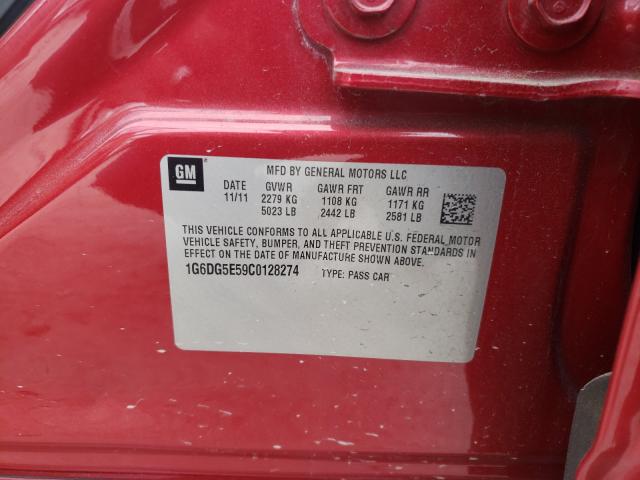 GM
MFD BY GENERAL MOTORS LLC
DATE GVWR GAWR FRT GAWR RR
11/11 2279 KG 1108 KG 1171 KG
5023 LB 2442 LB 2581 LB
THIS VEHICLE CONFORMS TO ALL APPLICABLE U.S. FEDERAL MOTOR
VEHICLE SAFETY, BUMPER, AND THEFT PREVENTION STANDARDS IN
EFFECT ON THE DATE OF MANUFACTURE SHOWN ABOVE.
1G6DG5E59C0128274 TYPE: PASS CAR